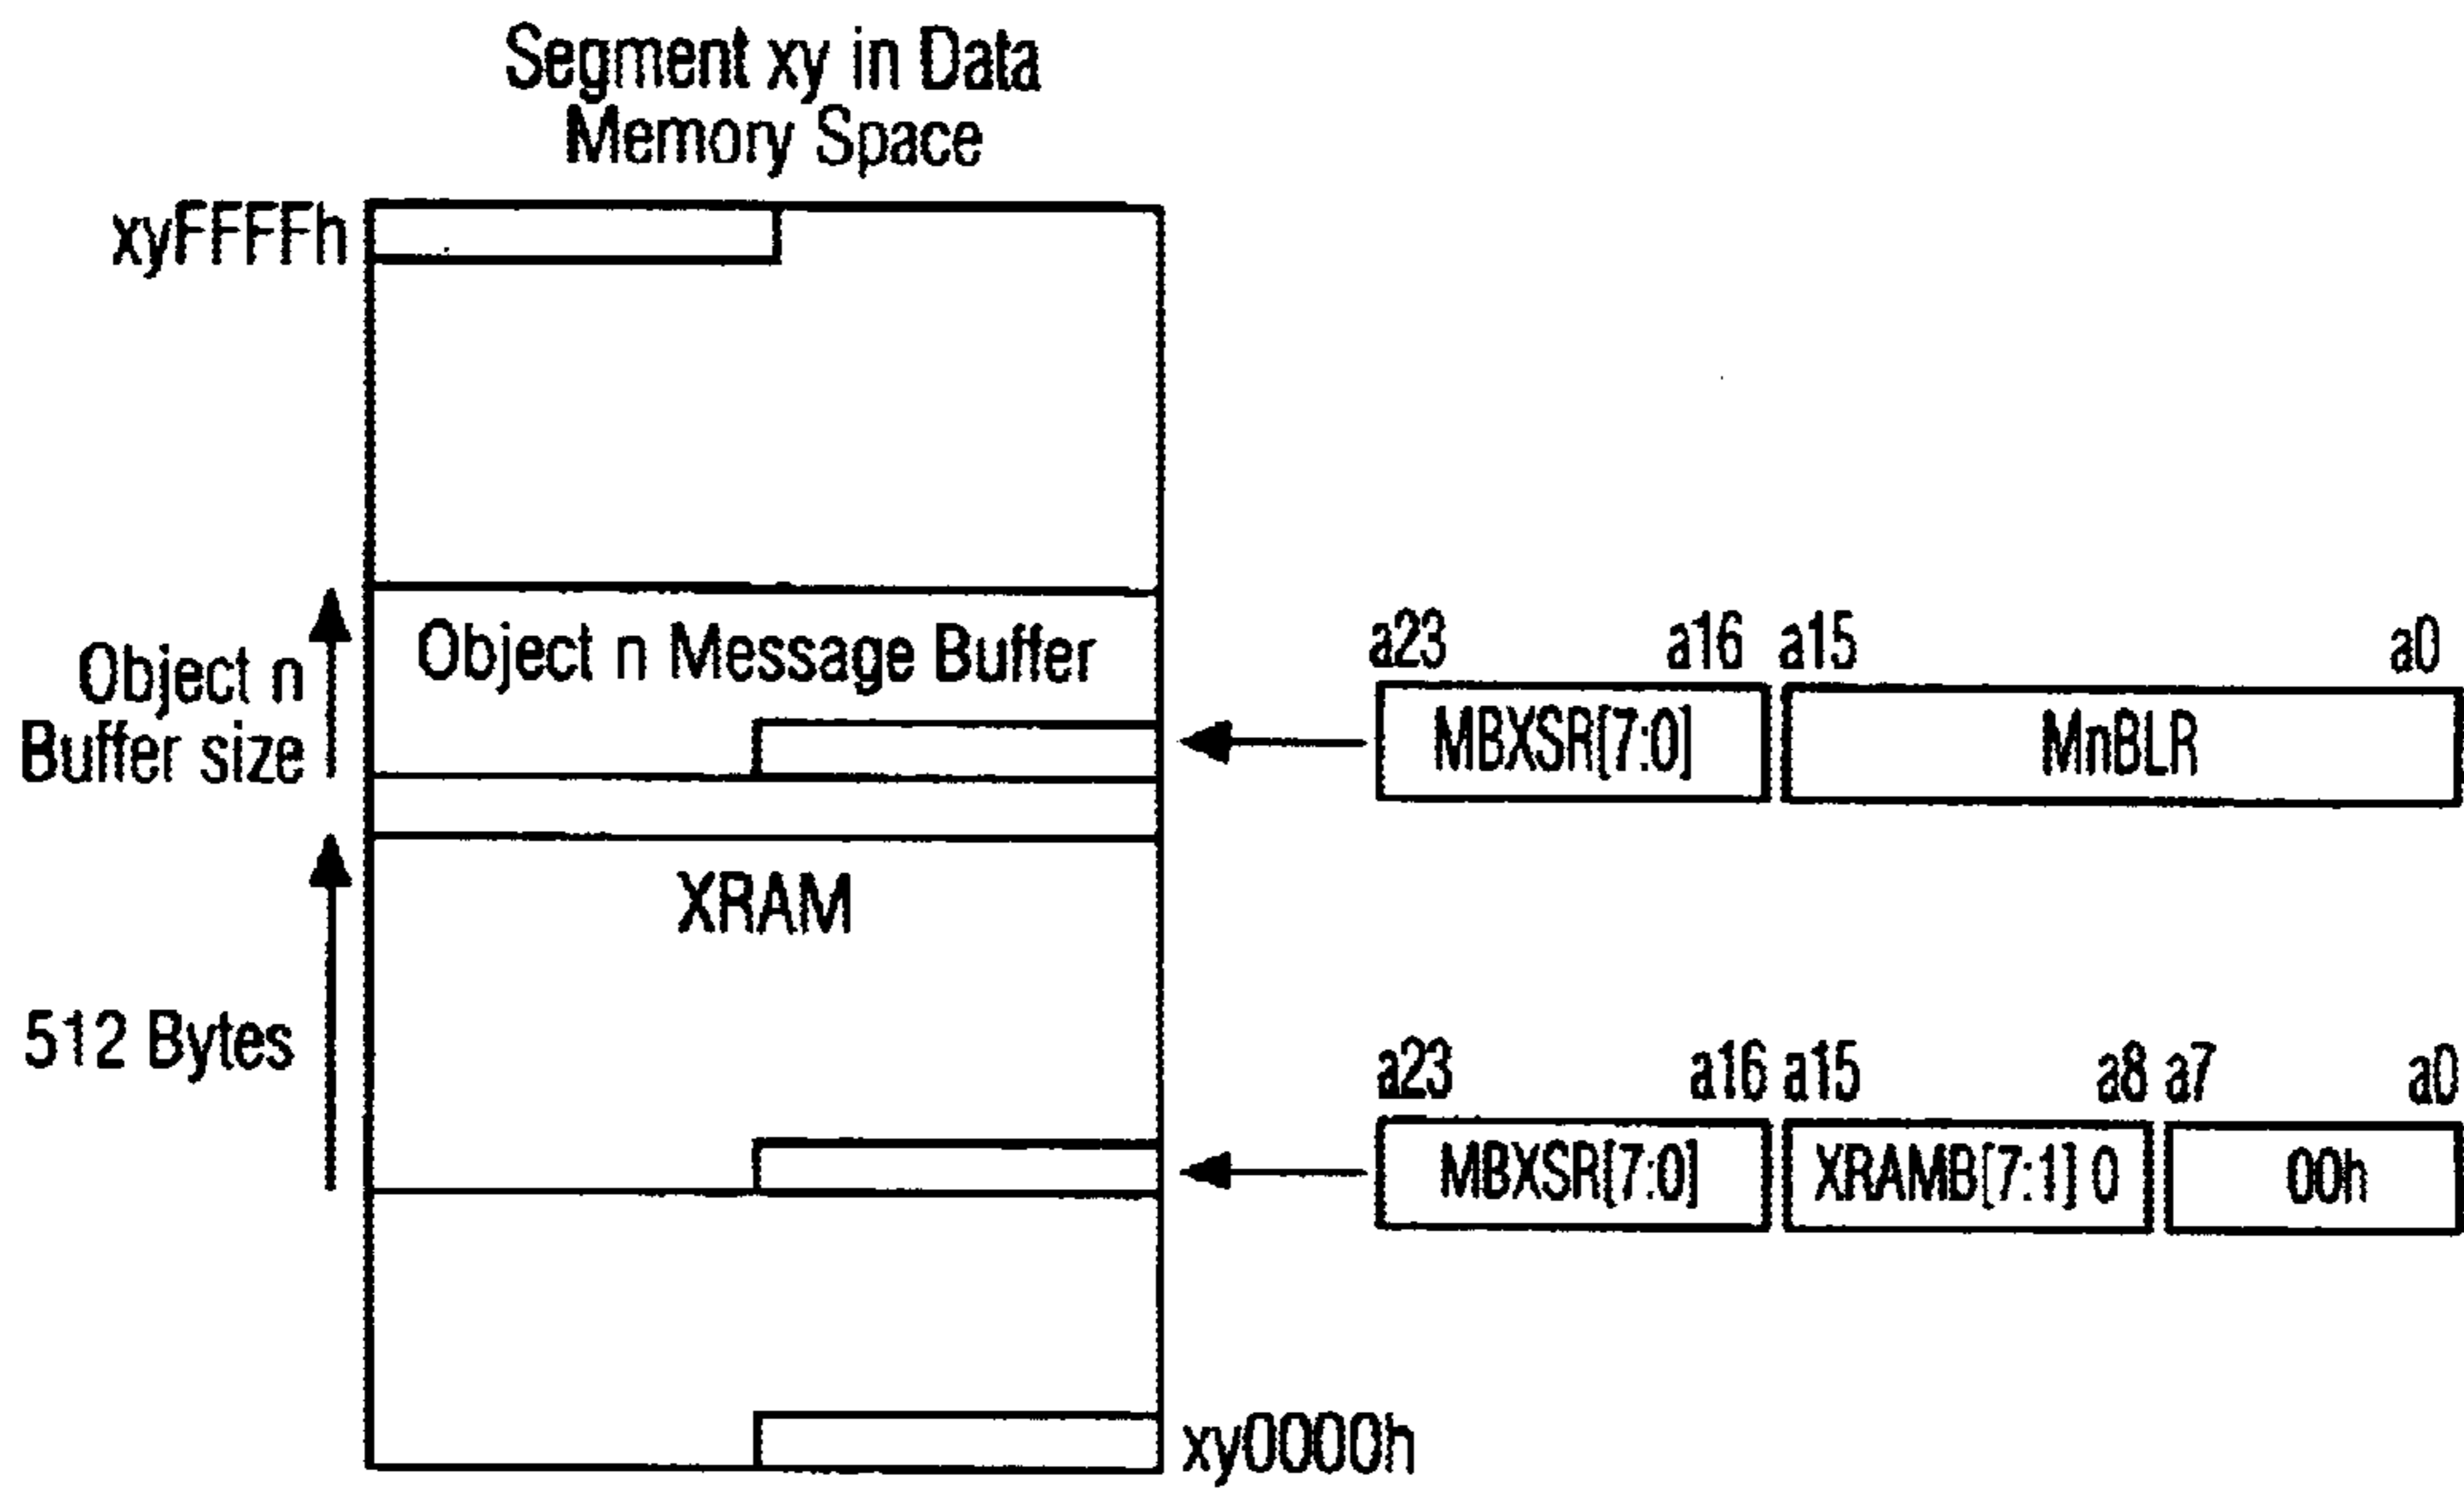 Segment xy in Data
Memory Space
xyFFFFh
Object n
Buffer size
Object n Message Buffer
a23 a16 a15 a0
MBXSR[7:0] MnBLR
XRAM
512 Bytes
a23 a16 a15 a8 a7 a0
MBXSR[7:0] XRAMB[7:1] 0 00h
xy0000h